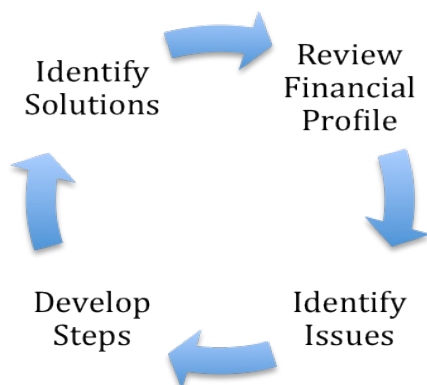 Identify
Solutions
Review
Financial
Profile
Identify
Issues
Develop
Steps